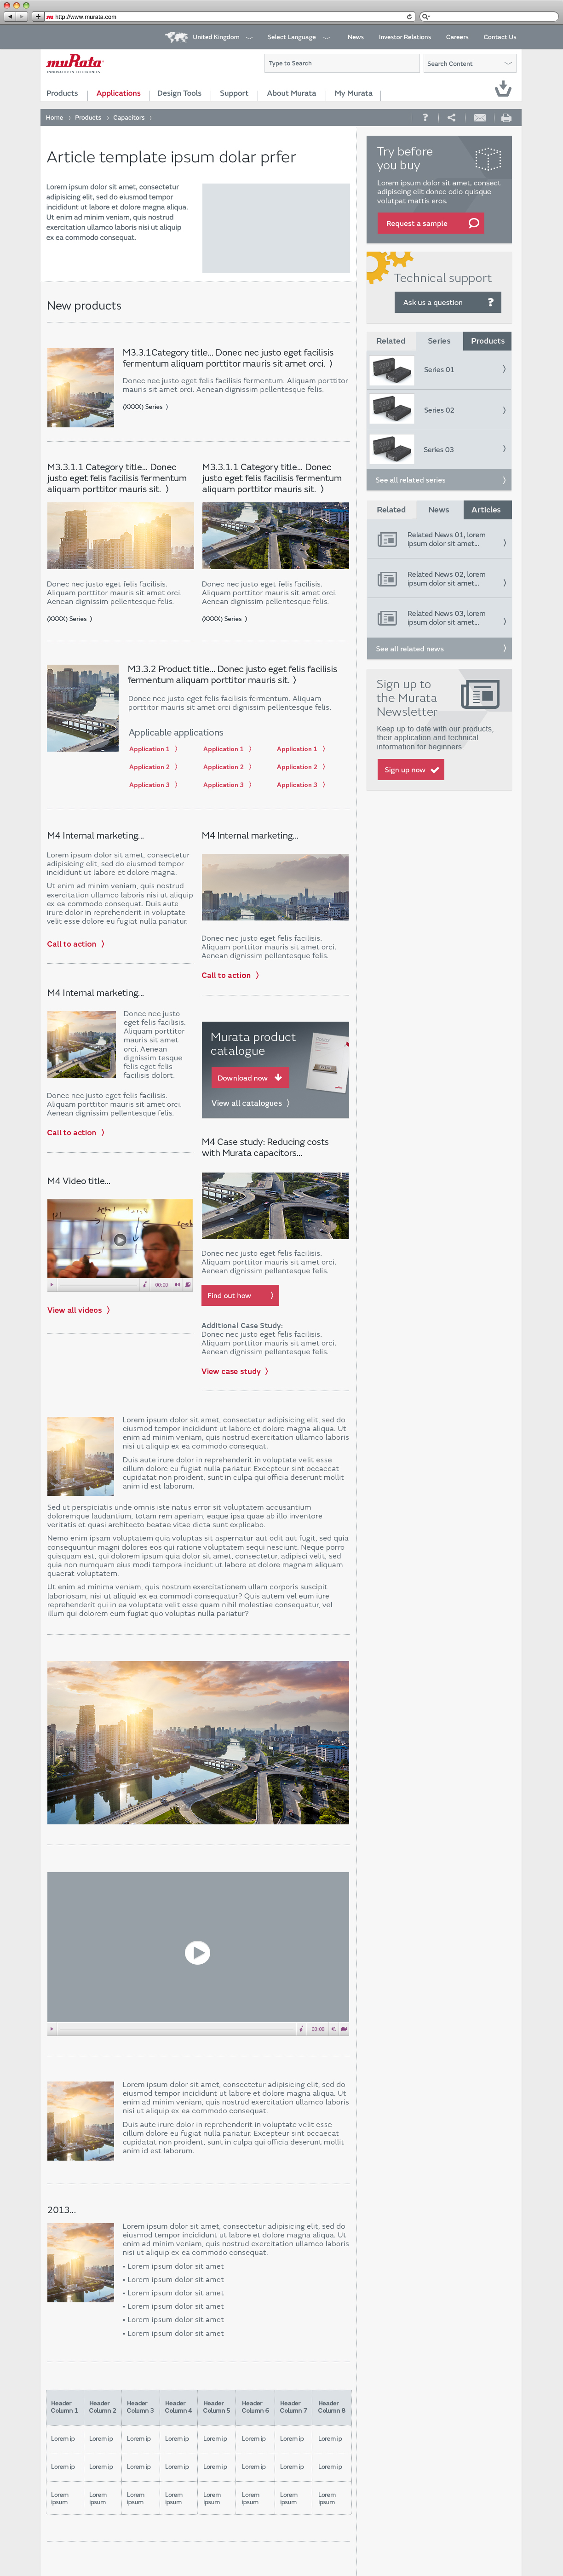 http://www.murata.com
United Kingdom
Select Language
News
Investor Relations
Careers
Contact Us
muRata
INNOVATOR IN ELECTRONICS
Type to Search
Search Content
Products
Applications
Design Tools
Support
About Murata
My Murata
Home
Products
Capacitors
?
Article template ipsum dolar prfer
Lorem ipsum dolor sit amet, consectetur
adipisicing elit, sed do eiusmod tempor
incididunt ut labore et dolore magna aliqua.
Ut enim ad minim veniam, quis nostrud
exercitation ullamco laboris nisi ut aliquip
ex ea commodo consequat.
New products
M3.3.1Category title... Donec nec justo eget facilisis
fermentum aliquam porttitor mauris sit amet orci.
Donec nec justo eget felis facilisis fermentum. Aliquam porttitor
mauris sit amet orci. Aenean dignissim pellentesque felis.
(XXXX) Series
M3.3.1.1 Category title... Donec
justo eget felis facilisis fermentum
aliquam porttitor mauris sit.
Donec nec justo eget felis facilisis.
Aliquam porttitor mauris sit amet orci.
Aenean dignissim pellentesque felis.
(XXXX) Series
M3.3.1.1 Category title... Donec
justo eget felis facilisis fermentum
aliquam porttitor mauris sit.
Donec nec justo eget felis facilisis.
Aliquam porttitor mauris sit amet orci.
Aenean dignissim pellentesque felis.
(XXXX) Series
M3.3.2 Product title... Donec justo eget felis facilisis
fermentum aliquam porttitor mauris sit.
Donec nec justo eget felis facilisis fermentum. Aliquam
porttitor mauris sit amet orci dignissim pellentesque felis.
Applicable applications
Application 1
Application 1
Application 1
Application 2
Application 2
Application 2
Application 3
Application 3
Application 3
M4 Internal marketing...
Lorem ipsum dolor sit amet, consectetur
adipisicing elit, sed do eiusmod tempor
incididunt ut labore et dolore magna.
Ut enim ad minim veniam, quis nostrud
exercitation ullamco laboris nisi ut aliquip
ex ea commodo consequat. Duis aute
irure dolor in reprehenderit in voluptate
velit esse dolore eu fugiat nulla pariatur.
Call to action
M4 Internal marketing...
Donec nec justo
eget felis facilisis.
Aliquam porttitor
mauris sit amet
orci. Aenean
dignissim tesque
felis eget felis
facilisis dolort.
Donec nec justo eget felis facilisis.
Aliquam porttitor mauris sit amet orci.
Aenean dignissim pellentesque felis.
Call to action
M4 Video title...
00:00
View all videos
M4 Internal marketing...
Donec nec justo eget felis facilisis.
Aliquam porttitor mauris sit amet orci.
Aenean dignissim pellentesque felis.
Call to action
Murata product
catalogue
Download now
View all catalogues
M4 Case study: Reducing costs
with Murata capacitors...
Donec nec justo eget felis facilisis.
Aliquam porttitor mauris sit amet orci.
Aenean dignissim pellentesque felis.
Find out how
Additional Case Study:
Donec nec justo eget felis facilisis.
Aliquam porttitor mauris sit amet orci.
Aenean dignissim pellentesque felis.
View case study
Lorem ipsum dolor sit amet, consectetur adipisicing elit, sed do
eiusmod tempor incididunt ut labore et dolore magna aliqua. Ut
enim ad minim veniam, quis nostrud exercitation ullamco laboris
nisi ut aliquip ex ea commodo consequat.
Duis aute irure dolor in reprehenderit in voluptate velit esse
cillum dolore eu fugiat nulla pariatur. Excepteur sint occaecat
cupidatat non proident, sunt in culpa qui officia deserunt mollit
anim id est laborum.
Sed ut perspiciatis unde omnis iste natus error sit voluptatem accusantium
doloremque laudantium, totam rem aperiam, eaque ipsa quae ab illo inventore
veritatis et quasi architecto beatae vitae dicta sunt explicabo.
Nemo enim ipsam voluptatem quia voluptas sit aspernatur aut odit aut fugit, sed quia
consequuntur magni dolores eos qui ratione voluptatem sequi nesciunt. Neque porro
quisquam est, qui dolorem ipsum quia dolor sit amet, consectetur, adipisci velit, sed
quia non numquam eius modi tempora incidunt ut labore et dolore magnam aliquam
quaerat voluptatem.
Ut enim ad minima veniam, quis nostrum exercitationem ullam corporis suscipit
laboriosam, nisi ut aliquid ex ea commodi consequatur? Quis autem vel eum iure
reprehenderit qui in ea voluptate velit esse quam nihil molestiae consequatur, vel
illum qui dolorem eum fugiat quo voluptas nulla pariatur?
00:00
Lorem ipsum dolor sit amet, consectetur adipisicing elit, sed do
eiusmod tempor incididunt ut labore et dolore magna aliqua. Ut
enim ad minim veniam, quis nostrud exercitation ullamco laboris
nisi ut aliquip ex ea commodo consequat.
Duis aute irure dolor in reprehenderit in voluptate velit esse
cillum dolore eu fugiat nulla pariatur. Excepteur sint occaecat
cupidatat non proident, sunt in culpa qui officia deserunt mollit
anim id est laborum.
2013...
Lorem ipsum dolor sit amet, consectetur adipisicing elit, sed do
eiusmod tempor incididunt ut labore et dolore magna aliqua. Ut
enim ad minim veniam, quis nostrud exercitation ullamco laboris
nisi ut aliquip ex ea commodo consequat.
• Lorem ipsum dolor sit amet
• Lorem ipsum dolor sit amet
• Lorem ipsum dolor sit amet
• Lorem ipsum dolor sit amet
• Lorem ipsum dolor sit amet
• Lorem ipsum dolor sit amet
Header Column 1 Header Column 2 Header Column 3 Header Column 4 Header Column 5 Header Column 6 Header Column 7 Header Column 8
Lorem ip Lorem ip Lorem ip Lorem ip Lorem ip Lorem ip Lorem ip Lorem ip
Lorem ip Lorem ip Lorem ip Lorem ip Lorem ip Lorem ip Lorem ip Lorem ip
Lorem ipsum Lorem ipsum Lorem ipsum Lorem ipsum Lorem ipsum Lorem ipsum Lorem ipsum Lorem ipsum
Try before
you buy
Lorem ipsum dolor sit amet, consect
adipiscing elit donec odio quisque
volutpat mattis eros.
Request a sample
Technical support
Ask us a question ?
Related
Series
Products
Series 01
Series 02
Series 03
See all related series
Related
News
Articles
Related News 01, lorem
ipsum dolor sit amet...
Related News 02, lorem
ipsum dolor sit amet...
Related News 03, lorem
ipsum dolor sit amet...
See all related news
Sign up to
the Murata
Newsletter
Keep up to date with our products,
their application and technical
information for beginners.
Sign up now